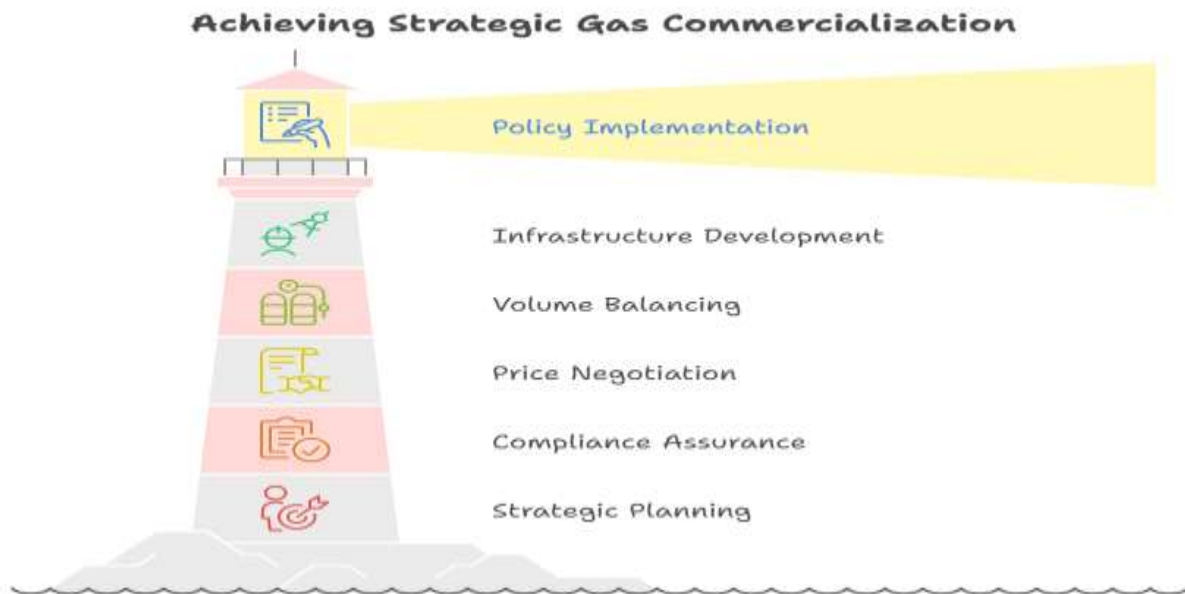 Achieving Strategic Gas Commercialization
Policy Implementation
Infrastructure Development
Volume Balancing
Price Negotiation
Compliance Assurance
Strategic Planning